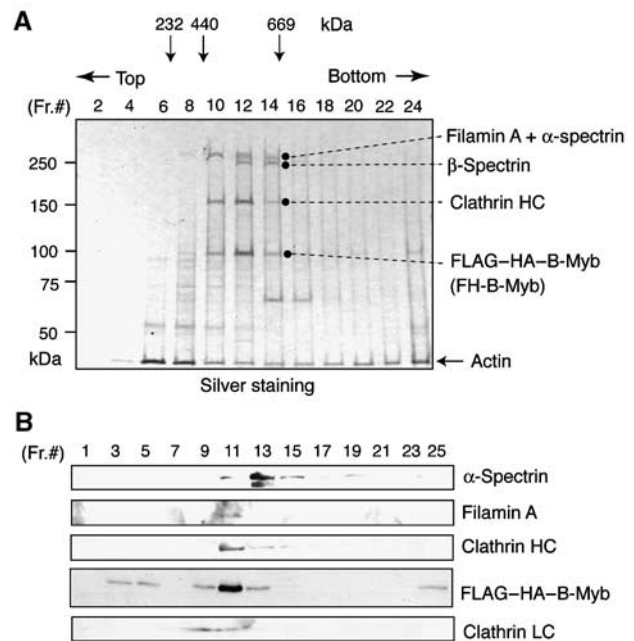 A
232 440 669 kDa
Top Bottom
(Fr.#) 2 4 6 8 10 12 14 16 18 20 22 24
250
150
100
75
50
kDa
Filamin A + α-spectrin
β-Spectrin
Clathrin HC
FLAG–HA–B-Myb
(FH-B-Myb)
Actin
Silver staining
B
(Fr.#) 1 3 5 7 9 11 13 15 17 19 21 23 25
α-Spectrin
Filamin A
Clathrin HC
FLAG–HA–B-Myb
Clathrin LC